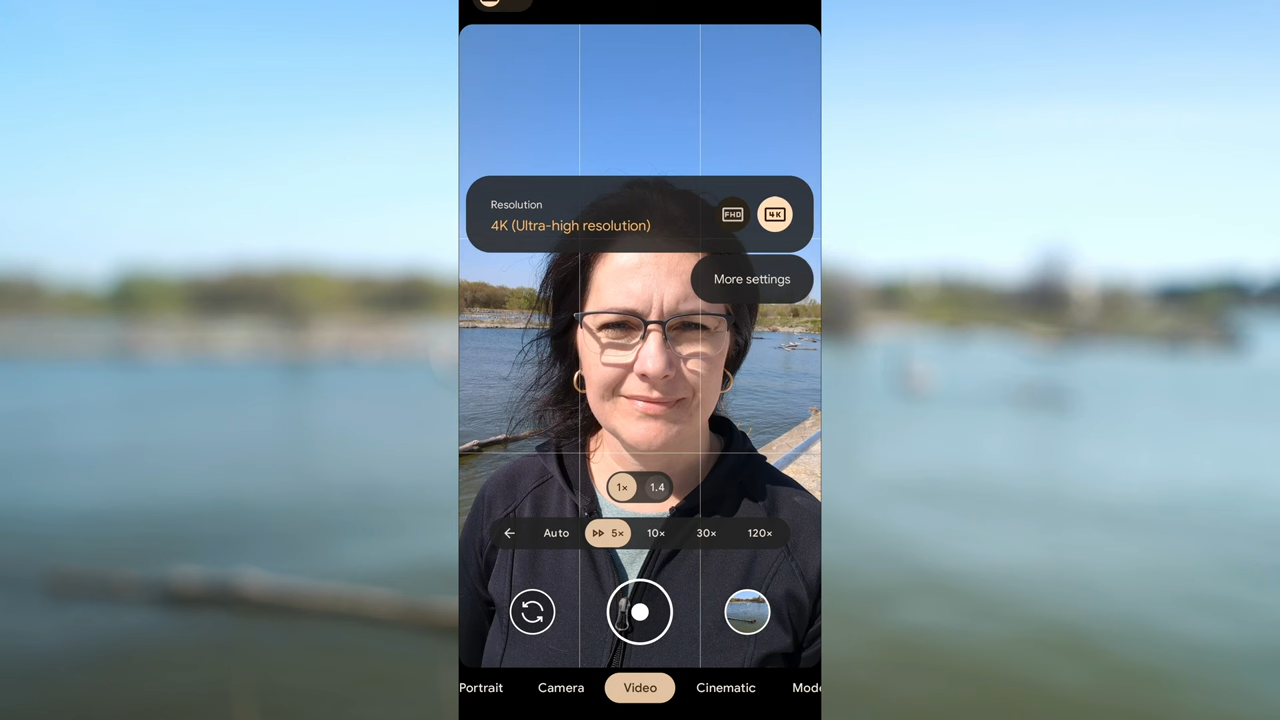 Resolution
4K (Ultra-high resolution)
FHD
4K
More settings
1×
1.4
Auto
5×
10×
30×
120×
Portrait
Camera
Video
Cinematic
Mod